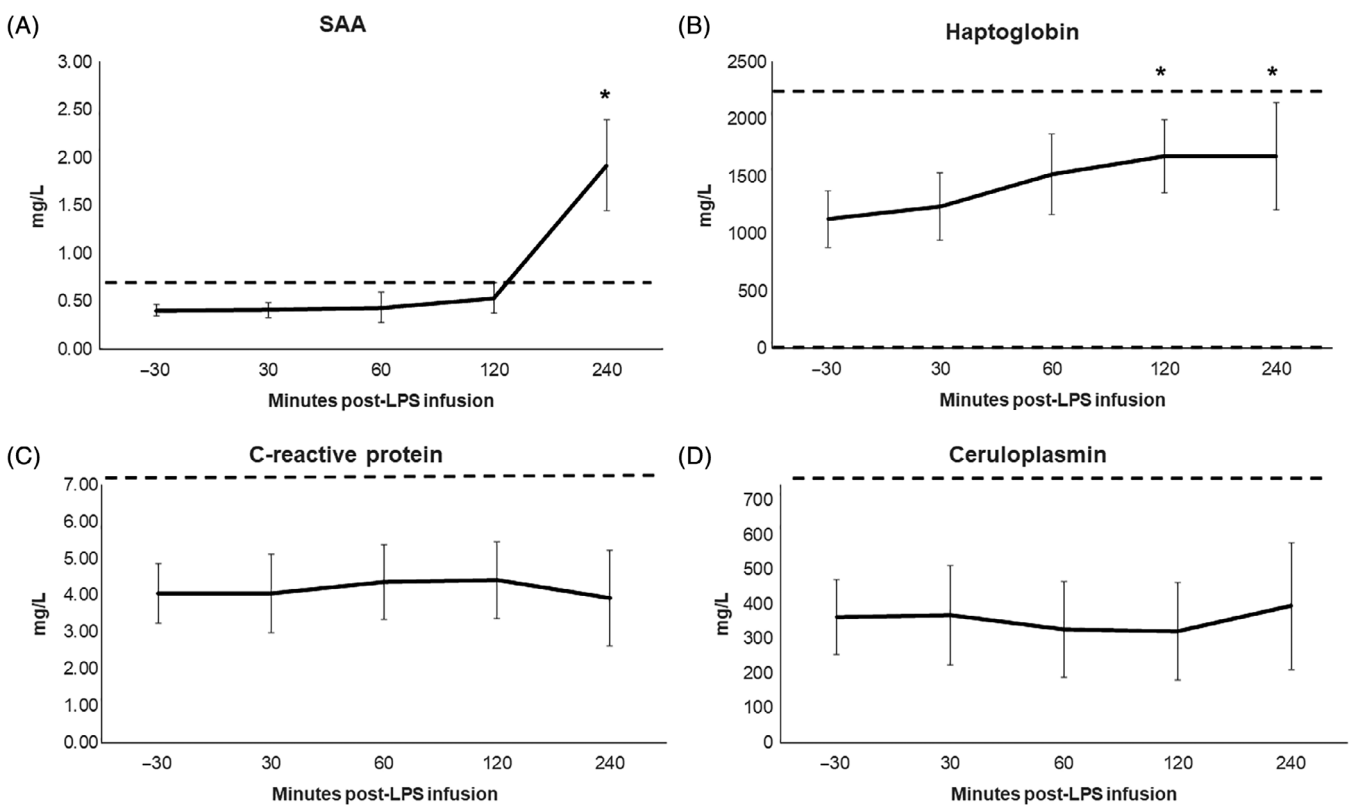 (A)
SAA
3.00
2.50
2.00
1.50
1.00
0.50
0.00
mg/L
*
−30 30 60 120 240
Minutes post-LPS infusion
(B)
Haptoglobin
2500
2000
1500
1000
500
0
mg/L
* *
−30 30 60 120 240
Minutes post-LPS infusion
(C)
C-reactive protein
7.00
6.00
5.00
4.00
3.00
2.00
1.00
0.00
mg/L
−30 30 60 120 240
Minutes post-LPS infusion
(D)
Ceruloplasmin
700
600
500
400
300
200
100
0
mg/L
−30 30 60 120 240
Minutes post-LPS infusion